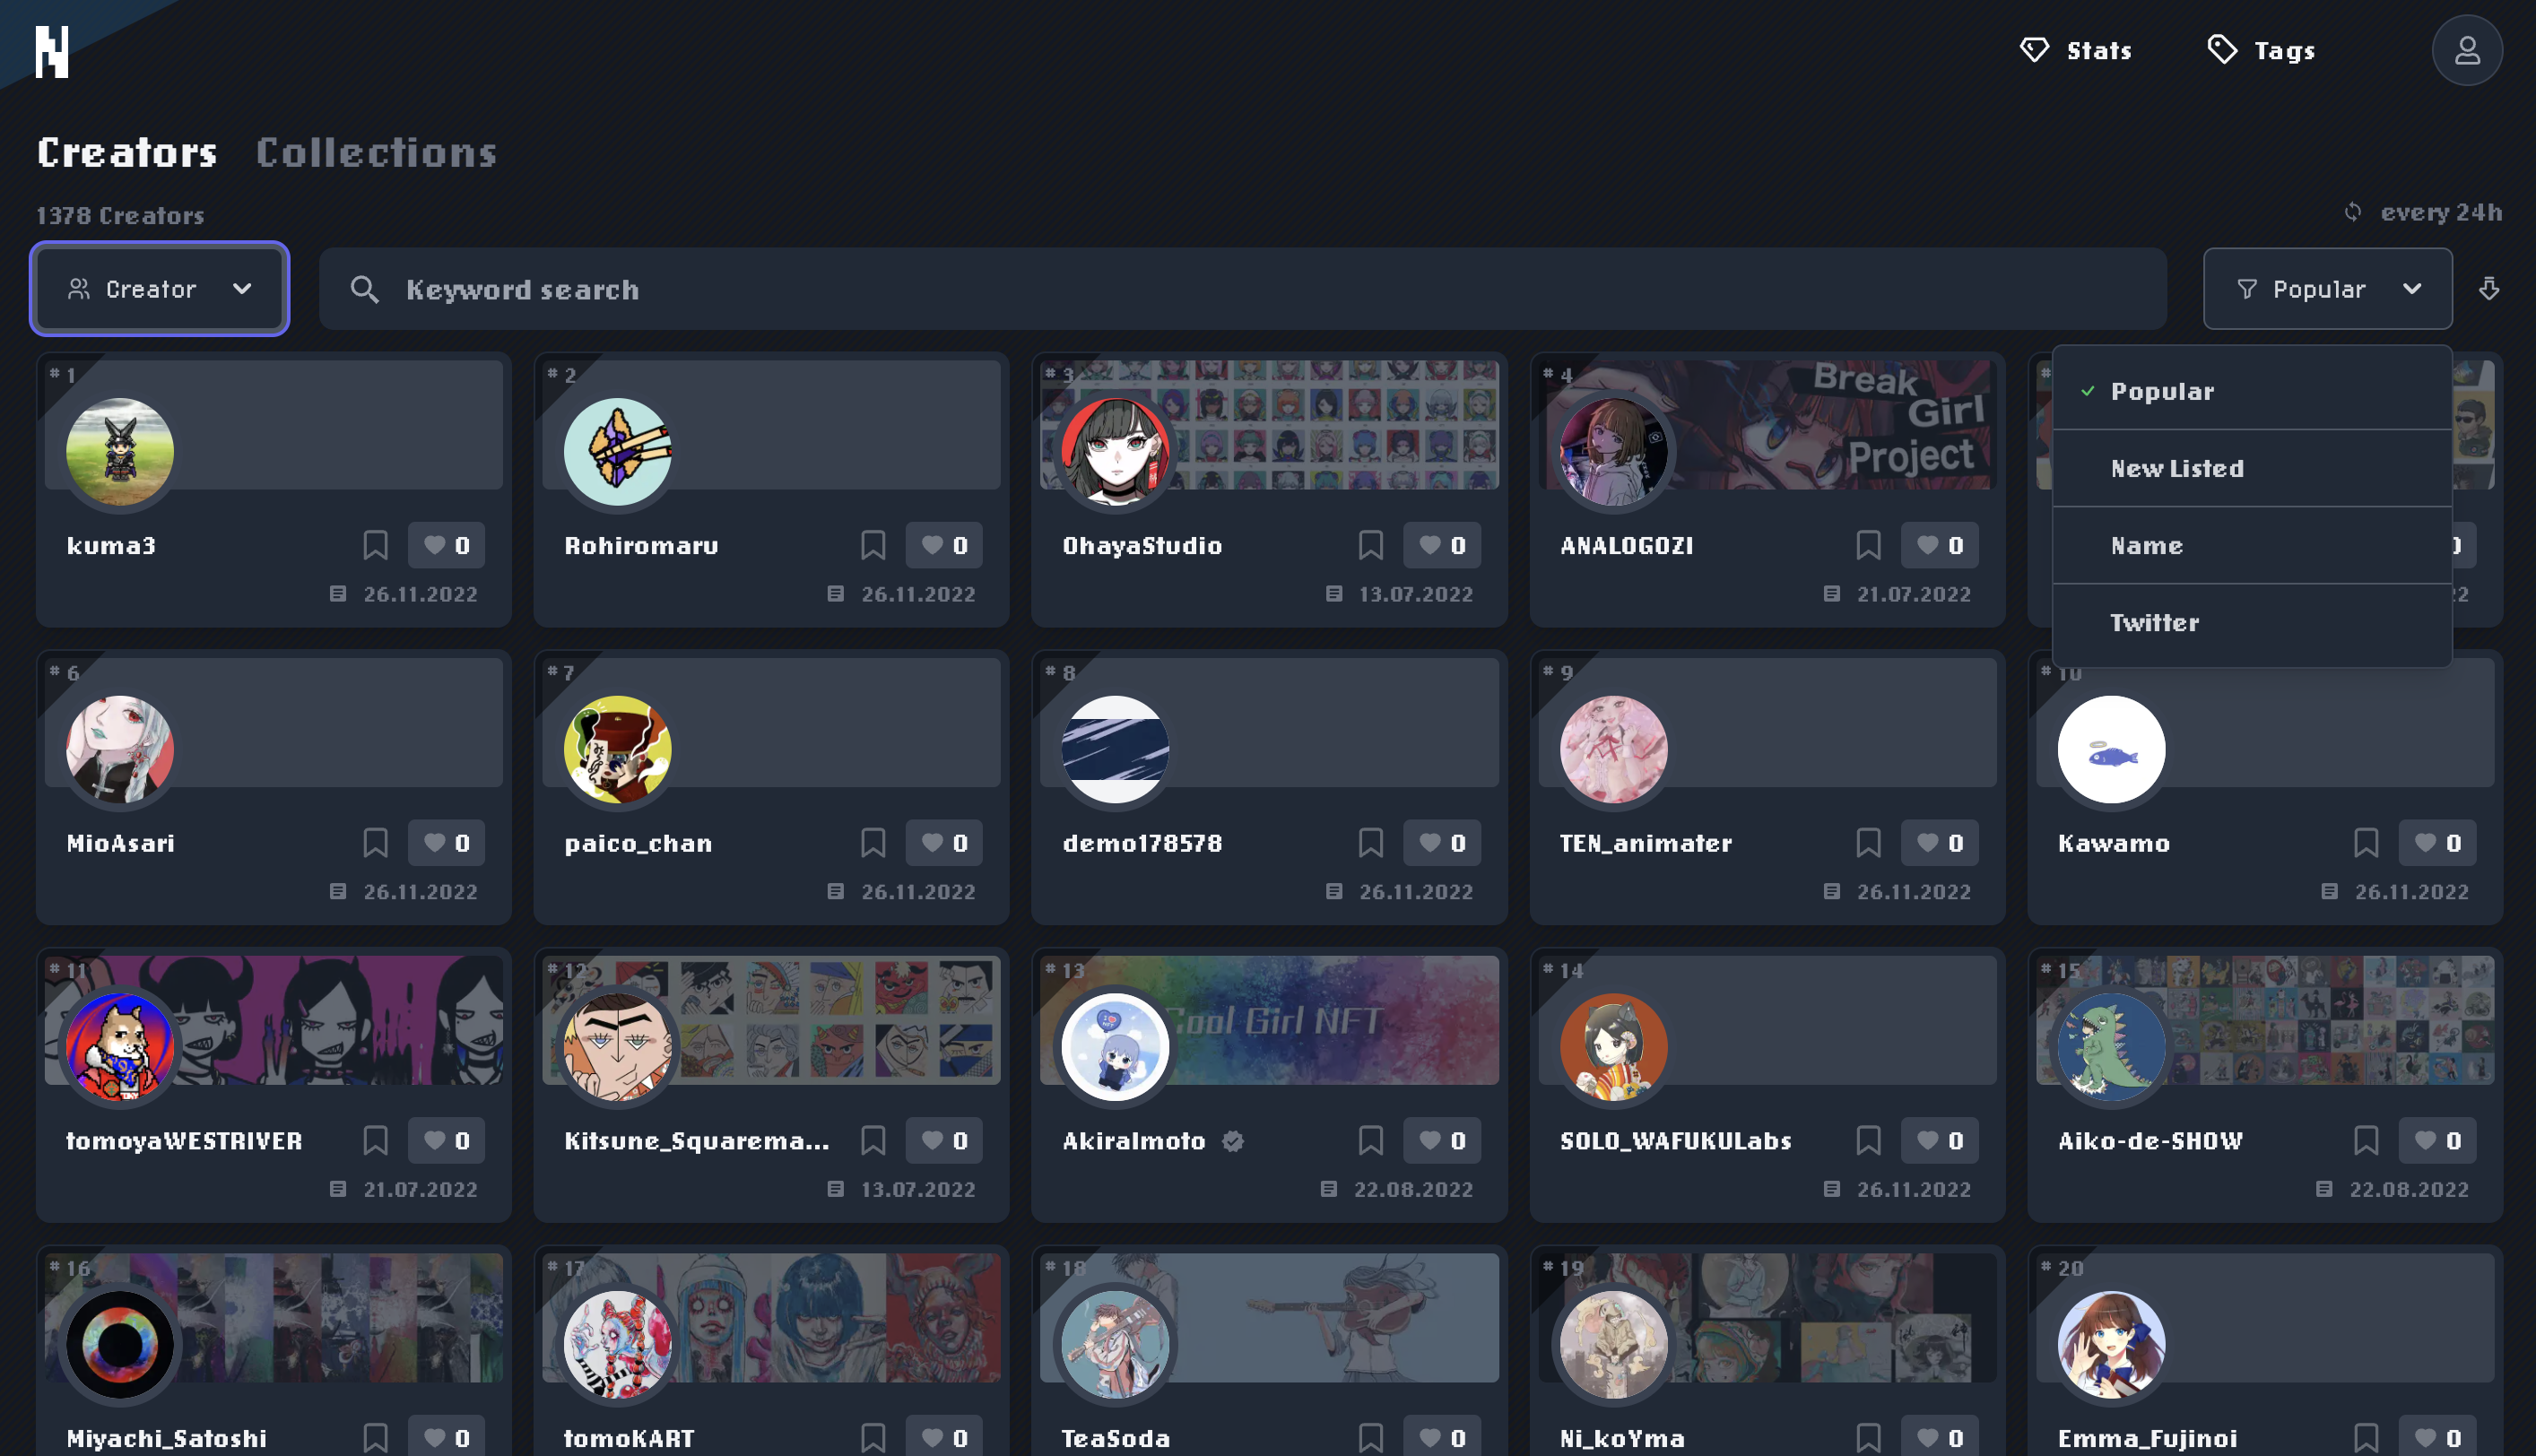 N
Stats
Tags
Creators
Collections
1378 Creators
every 24h
Creator
Keyword search
Popular
Popular
New Listed
Name
Twitter
# 1
kuma3
0
26.11.2022
# 2
Rohiromaru
0
26.11.2022
# 3
OhayaStudio
0
13.07.2022
# 4
Break
Girl
Project
ANALOGOZI
0
21.07.2022
#
# 6
MioAsari
0
26.11.2022
# 7
paico_chan
0
26.11.2022
# 8
demo178578
0
26.11.2022
# 9
TEN_animater
0
26.11.2022
# 10
Kawamo
0
26.11.2022
# 11
tomoyaWESTRIVER
0
21.07.2022
# 12
Kitsune_Squarema...
0
13.07.2022
# 13
Cool Girl NFT
AkiraImoto
0
22.08.2022
# 14
SOLO_WAFUKULabs
0
26.11.2022
# 15
Aiko-de-SHOW
0
22.08.2022
# 16
Miyachi_Satoshi
0
# 17
tomoKART
0
# 18
TeaSoda
0
# 19
Ni_koYma
0
# 20
Emma_Fujinoi
0